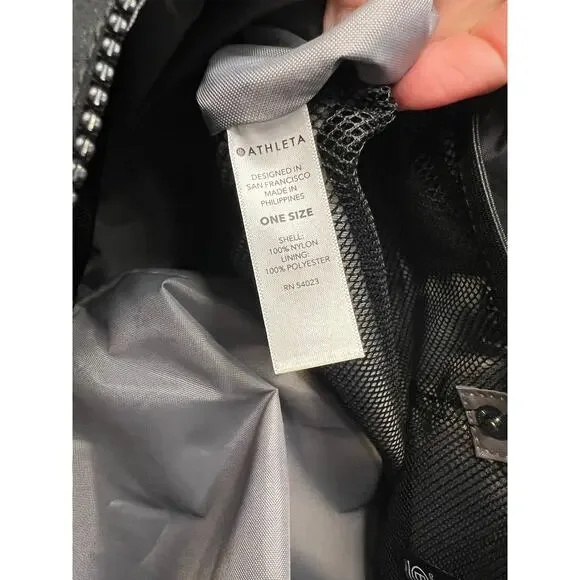 ATHLETA
DESIGNED IN
SAN FRANCISCO
MADE IN
PHILIPPINES
ONE SIZE
SHELL:
100% NYLON
LINING:
100% POLYESTER
RN 54023